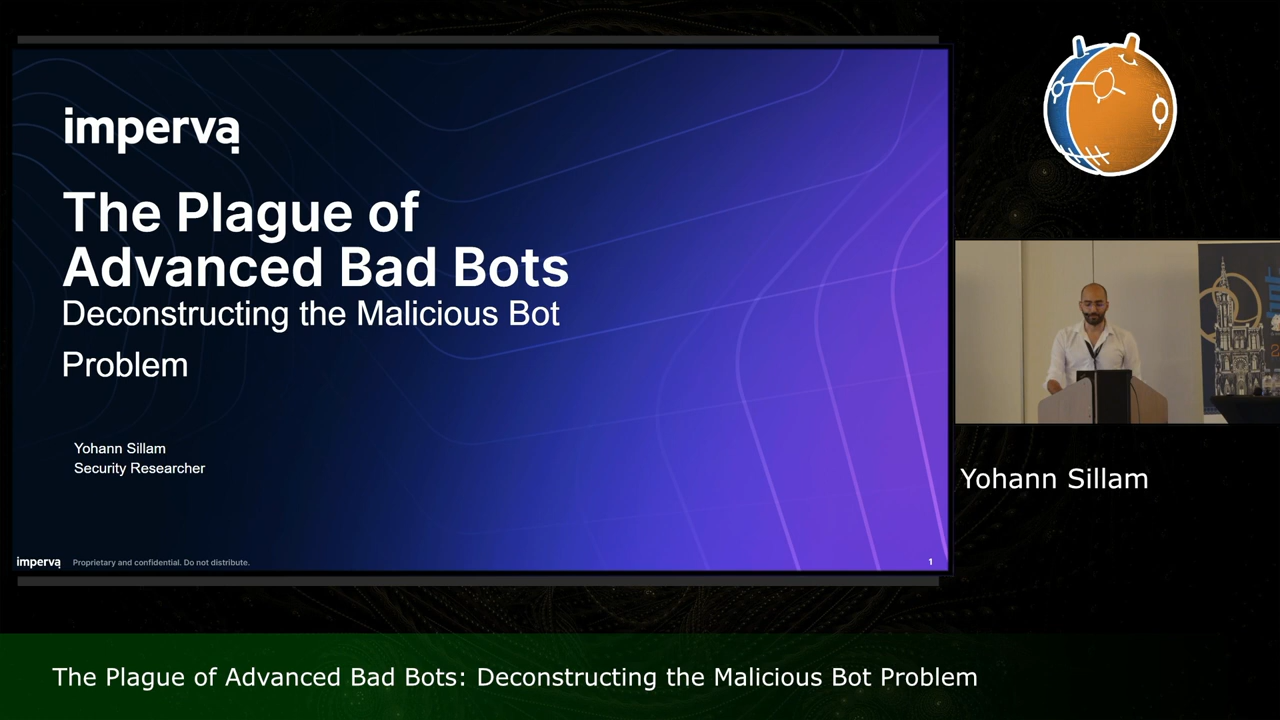 imperva
The Plague of
Advanced Bad Bots
Deconstructing the Malicious Bot
Problem
Yohann Sillam
Security Researcher
imperva Proprietary and confidential. Do not distribute. 1
Yohann Sillam
The Plague of Advanced Bad Bots: Deconstructing the Malicious Bot Problem